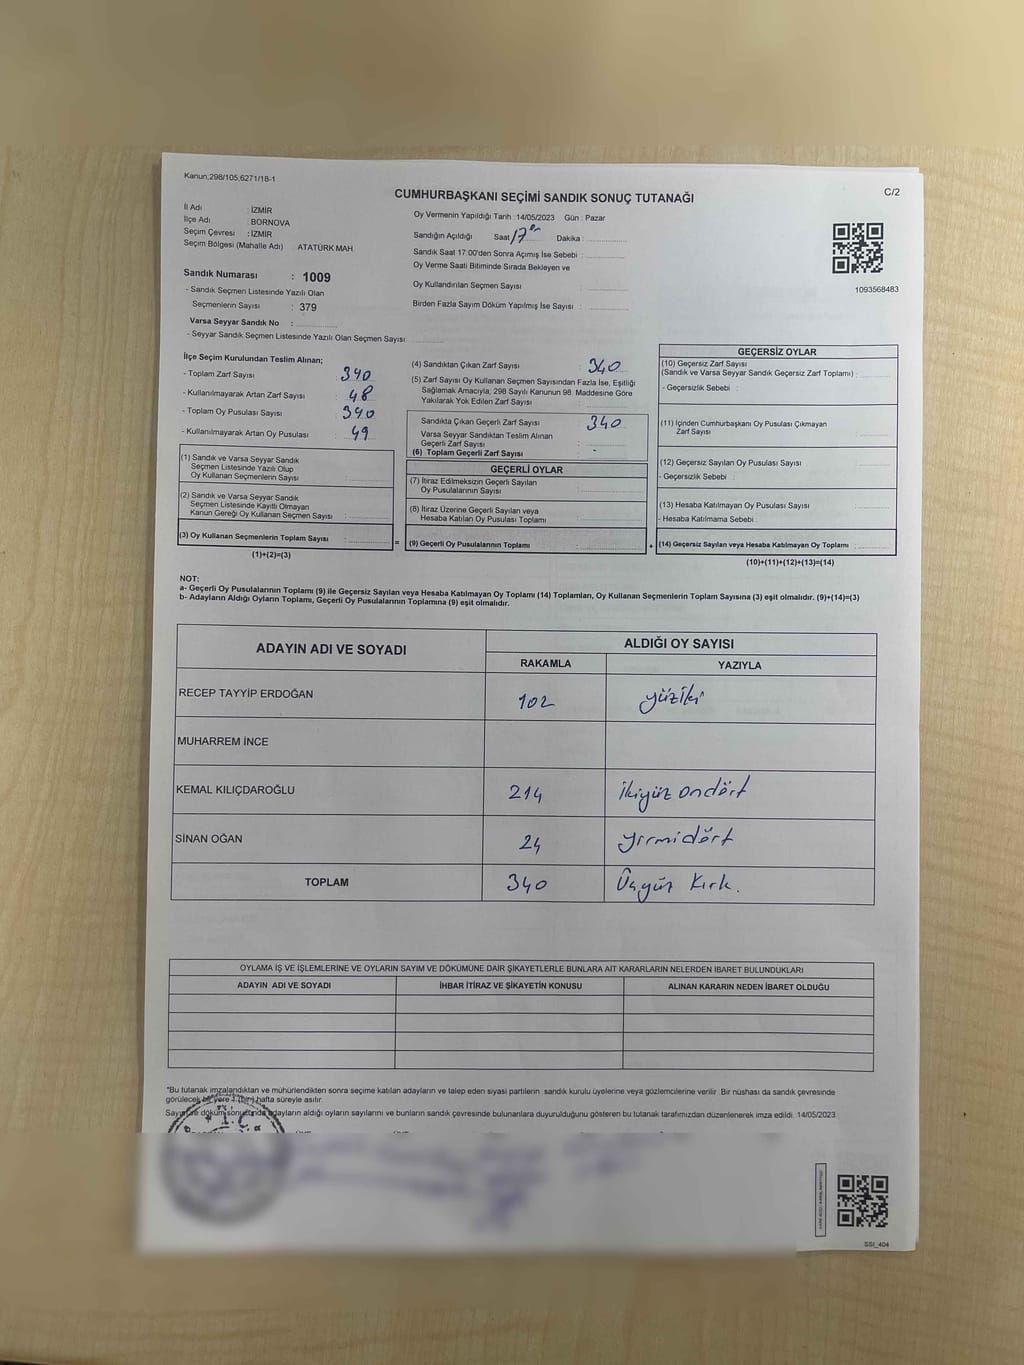 Kanun;298/105,6271/18-1
C/2
CUMHURBAŞKANI SEÇİMİ SANDIK SONUÇ TUTANAĞI
İl Adı : İZMİR
İlçe Adı : BORNOVA
Seçim Çevresi : İZMİR
Seçim Bölgesi (Mahalle Adı) ATATÜRK MAH.
Sandık Numarası : 1009
- Sandık Seçmen Listesinde Yazılı Olan
Seçmenlerin Sayısı : 379
Varsa Seyyar Sandık No :
- Seyyar Sandık Seçmen Listesinde Yazılı Olan Seçmen Sayısı:
Oy Vermenin Yapıldığı Tarih :14/05/2023 Gün : Pazar
Sandığın Açıldığı Saat 17 Dakika :
Sandık Saat 17:00'den Sonra Açımış İse Sebebi :
Oy Verme Saati Bitiminde Sırada Bekleyen ve
Oy Kullandırılan Seçmen Sayısı :
Birden Fazla Sayım Döküm Yapılmış İse Sayısı :
1093568483
İlçe Seçim Kurulundan Teslim Alınan;
- Toplam Zarf Sayısı : 390
- Kullanılmayarak Artan Zarf Sayısı : 48
- Toplam Oy Pusulası Sayısı : 390
- Kullanılmayarak Artan Oy Pusulası : 49
(1) Sandık ve Varsa Seyyar Sandık
Seçmen Listesinde Yazılı Olup
Oy Kullanan Seçmenlerin Sayısı :
(2) Sandık ve Varsa Seyyar Sandık
Seçmen Listesinde Kayıtlı Olmayan
Kanun Gereği Oy Kullanan Seçmen Sayısı :
(3) Oy Kullanan Seçmenlerin Toplam Sayısı :
(1)+(2)=(3)
=
(4) Sandıktan Çıkan Zarf Sayısı : 340
(5) Zarf Sayısı Oy Kullanan Seçmen Sayısından Fazla İse, Eşitliği
Sağlamak Amacıyla, 298 Sayılı Kanunun 98. Maddesine Göre
Yakılarak Yok Edilen Zarf Sayısı :
Sandıkta Çıkan Geçerli Zarf Sayısı : 340
Varsa Seyyar Sandıktan Teslim Alınan
Geçerli Zarf Sayısı :
(6) Toplam Geçerli Zarf Sayısı : -
GEÇERLİ OYLAR
(7) İtiraz Edilmeksizin Geçerli Sayılan
Oy Pusulalarının Sayısı :
(8) İtiraz Üzerine Geçerli Sayılan veya
Hesaba Katılan Oy Pusulası Toplamı :
(9) Geçerli Oy Pusulalarının Toplamı :
+
GEÇERSİZ OYLAR
(10) Geçersiz Zarf Sayısı
(Sandık ve Varsa Seyyar Sandık Geçersiz Zarf Toplamı) :
- Geçersizlik Sebebi :
(11) İçinden Cumhurbaşkanı Oy Pusulası Çıkmayan
Zarf Sayısı :
(12) Geçersiz Sayılan Oy Pusulası Sayısı :
- Geçersizlik Sebebi :
(13) Hesaba Katılmayan Oy Pusulası Sayısı :
- Hesaba Katılmama Sebebi :
(14) Geçersiz Sayılan veya Hesaba Katılmayan Oy Toplamı :
(10)+(11)+(12)+(13)=(14)
NOT:
a- Geçerli Oy Pusulalarının Toplamı (9) ile Geçersiz Sayılan veya Hesaba Katılmayan Oy Toplamı (14) Toplamları, Oy Kullanan Seçmenlerin Toplam Sayısına (3) eşit olmalıdır. (9)+(14)=(3)
b- Adayların Aldığı Oyların Toplamı, Geçerli Oy Pusulalarının Toplamına (9) eşit olmalıdır.
ADAYIN ADI VE SOYADI
ALDIĞI OY SAYISI
RAKAMLA YAZIYLA
RECEP TAYYİP ERDOĞAN 102 yüziki
MUHARREM İNCE
KEMAL KILIÇDAROĞLU 214 ikiyüz ondört
SİNAN OĞAN 24 yirmidört
TOPLAM 340 Üçyüz kırk.
OYLAMA İŞ VE İŞLEMLERİNE VE OYLARIN SAYIM VE DÖKÜMÜNE DAİR ŞİKAYETLERLE BUNLARA AİT KARARLARIN NELERDEN İBARET BULUNDUKLARI
ADAYIN ADI VE SOYADI İHBAR İTİRAZ VE ŞİKAYETİN KONUSU ALINAN KARARIN NEDEN İBARET OLDUĞU
*Bu tutanak imzalandıktan ve mühürlendikten sonra seçime katılan adayların ve talep eden siyasi partilerin sandık kurulu üyelerine veya gözlemcilerine verilir. Bir nüshası da sandık çevresinde
görülecek bir yere 1 (bir) hafta süreyle asılır.
Sayım ve döküm sonunda adayların aldığı oyların sayılarını ve bunların sandık çevresinde bulunanlara duyurulduğunu gösteren bu tutanak tarafımızdan düzenlenerek imza edildi. 14/05/2023
T.C.
SSI_404